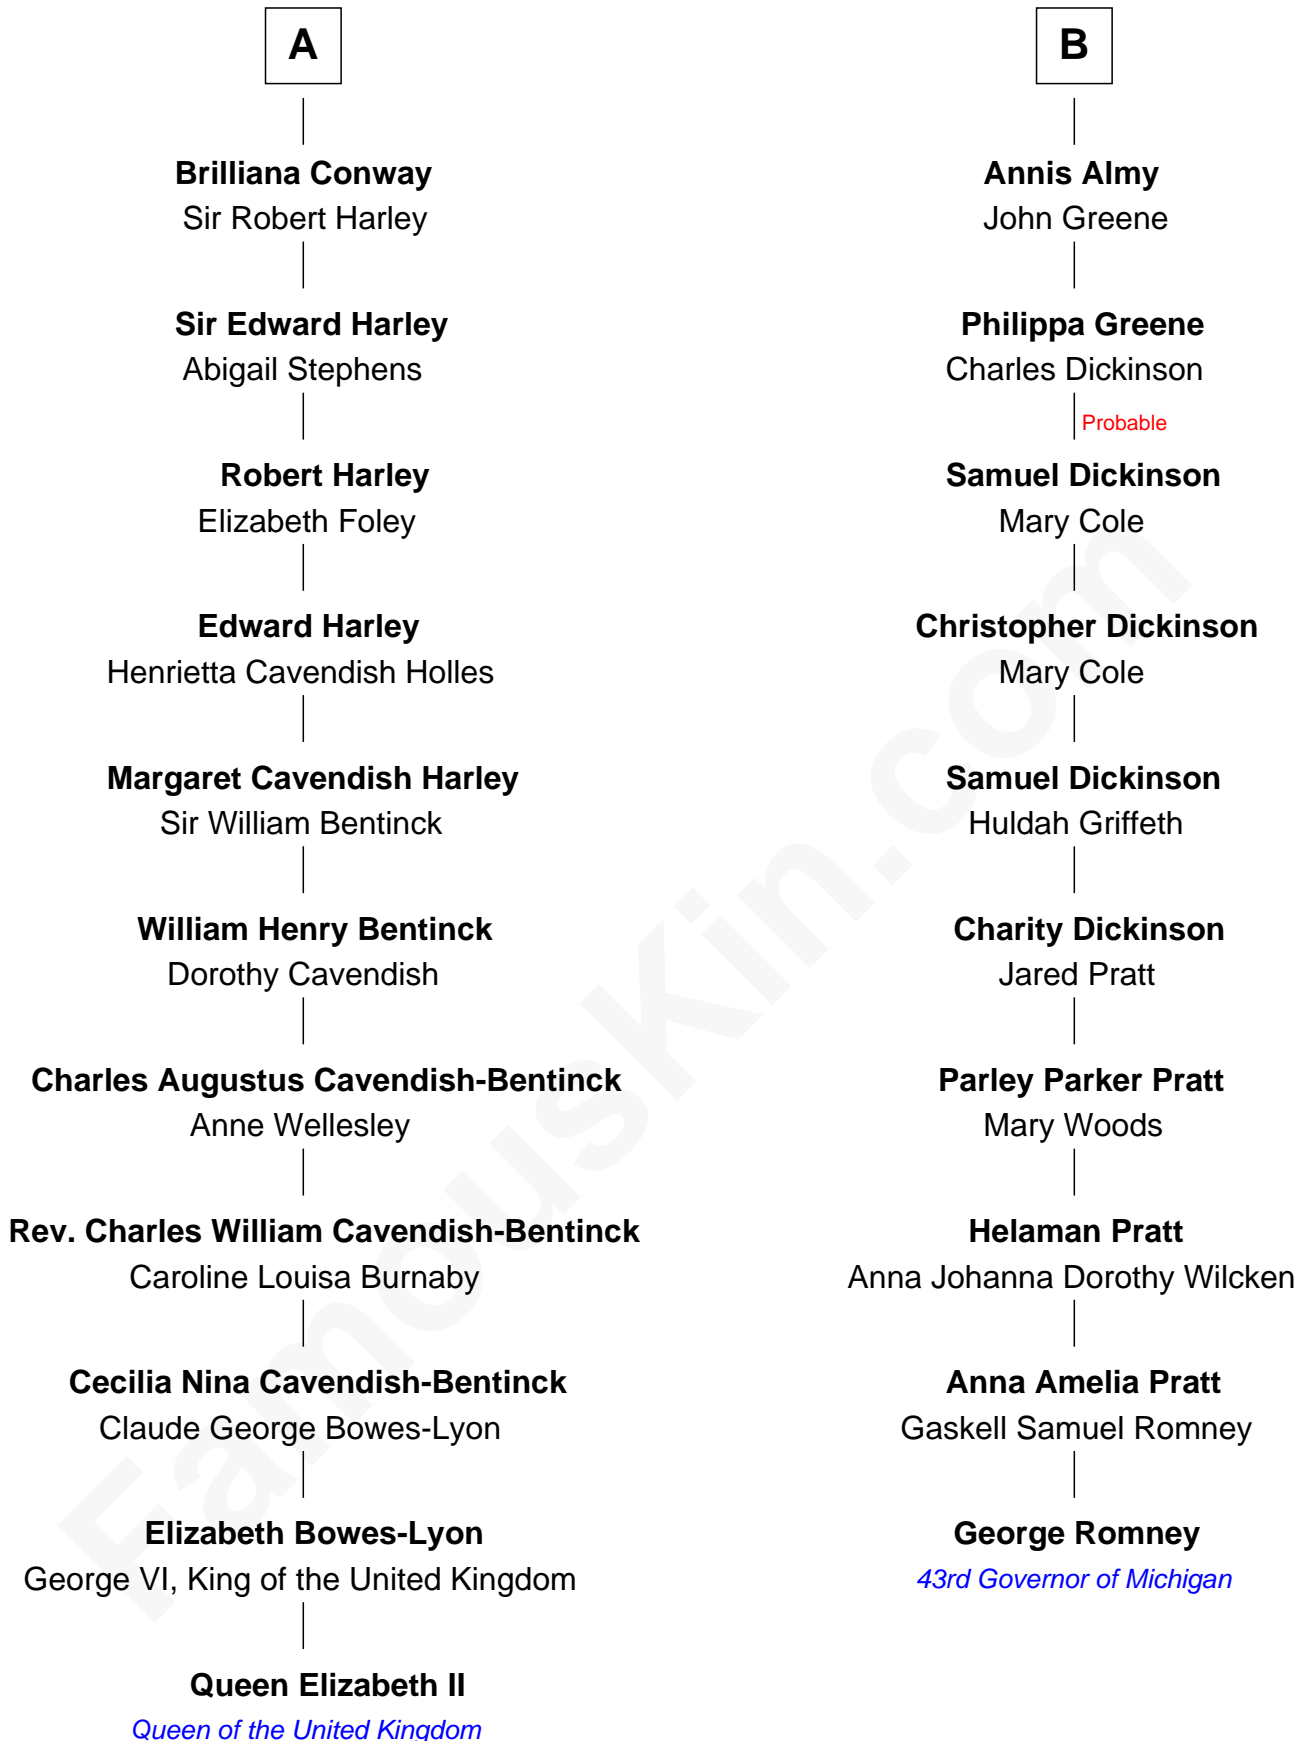 A
Brilliana Conway
Sir Robert Harley
Sir Edward Harley
Abigail Stephens
Robert Harley
Elizabeth Foley
Edward Harley
Henrietta Cavendish Holles
Margaret Cavendish Harley
Sir William Bentinck
William Henry Bentinck
Dorothy Cavendish
Charles Augustus Cavendish-Bentinck
Anne Wellesley
Rev. Charles William Cavendish-Bentinck
Caroline Louisa Burnaby
Cecilia Nina Cavendish-Bentinck
Claude George Bowes-Lyon
Elizabeth Bowes-Lyon
George VI, King of the United Kingdom
Queen Elizabeth II
Queen of the United Kingdom
B
Annis Almy
John Greene
Philippa Greene
Charles Dickinson
Probable
Samuel Dickinson
Mary Cole
Christopher Dickinson
Mary Cole
Samuel Dickinson
Huldah Griffeth
Charity Dickinson
Jared Pratt
Parley Parker Pratt
Mary Woods
Helaman Pratt
Anna Johanna Dorothy Wilcken
Anna Amelia Pratt
Gaskell Samuel Romney
George Romney
43rd Governor of Michigan
FamousKin.com